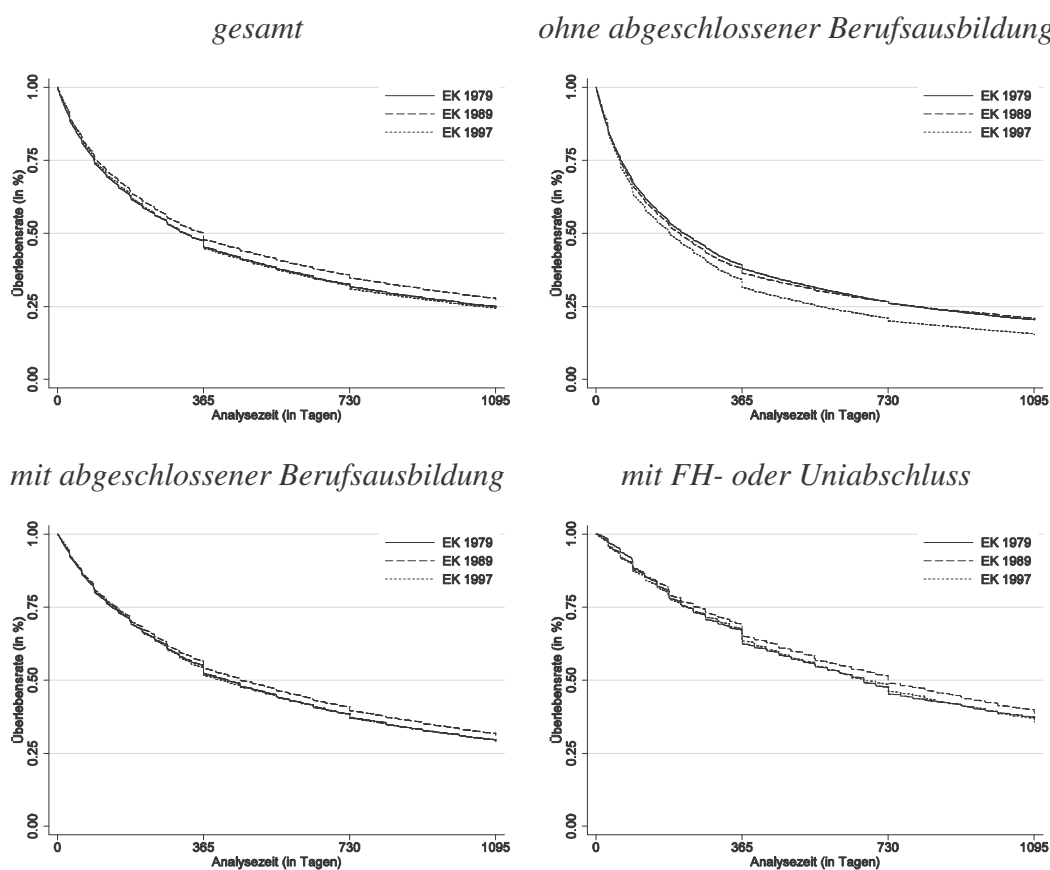 gesamt
1.00
0.75
0.50
0.25
0.00
Überlebensrate (in %)
EK 1979
EK 1989
EK 1997
0
365
730
1095
Analysezeit (in Tagen)
ohne abgeschlossener Berufsausbildung
1.00
0.75
0.50
0.25
0.00
Überlebensrate (in %)
EK 1979
EK 1989
EK 1997
0
365
730
1095
Analysezeit (in Tagen)
mit abgeschlossener Berufsausbildung
1.00
0.75
0.50
0.25
0.00
Überlebensrate (in %)
EK 1979
EK 1989
EK 1997
0
365
730
1095
Analysezeit (in Tagen)
mit FH- oder Uniabschluss
1.00
0.75
0.50
0.25
0.00
Überlebensrate (in %)
EK 1979
EK 1989
EK 1997
0
365
730
1095
Analysezeit (in Tagen)